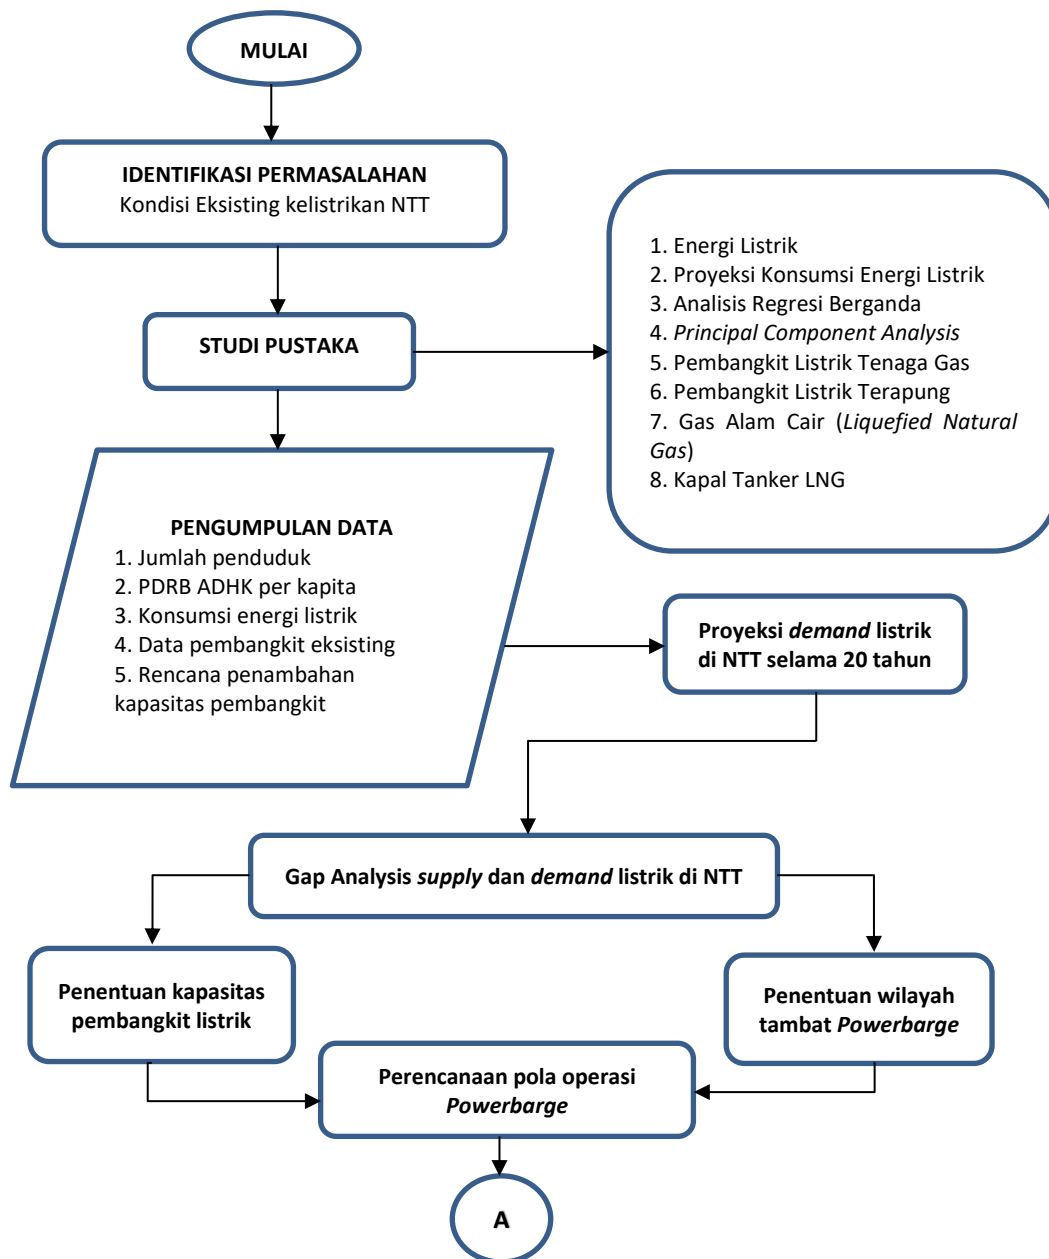 MULAI
IDENTIFIKASI PERMASALAHAN
Kondisi Eksisting kelistrikan NTT
STUDI PUSTAKA
1. Energi Listrik
2. Proyeksi Konsumsi Energi Listrik
3. Analisis Regresi Berganda
4. Principal Component Analysis
5. Pembangkit Listrik Tenaga Gas
6. Pembangkit Listrik Terapung
7. Gas Alam Cair (Liquefied Natural
Gas)
8. Kapal Tanker LNG
PENGUMPULAN DATA
1. Jumlah penduduk
2. PDRB ADHK per kapita
3. Konsumsi energi listrik
4. Data pembangkit eksisting
5. Rencana penambahan
kapasitas pembangkit
Proyeksi demand listrik
di NTT selama 20 tahun
Gap Analysis supply dan demand listrik di NTT
Penentuan kapasitas
pembangkit listrik
Penentuan wilayah
tambat Powerbarge
Perencanaan pola operasi
Powerbarge
A